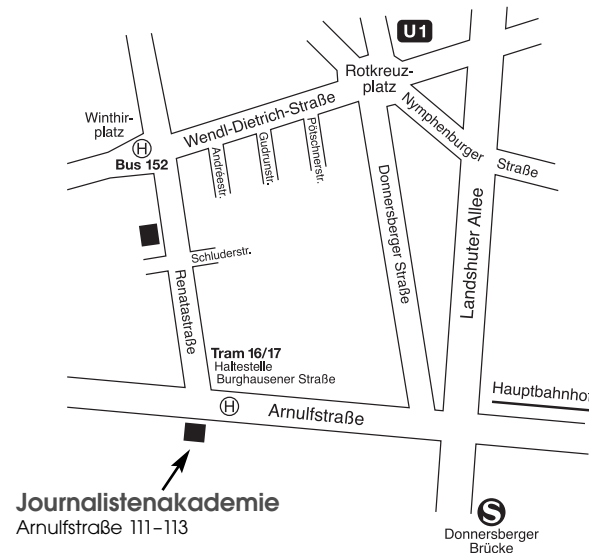 U1
Rotkreuz-
platz
Winthir-
platz
Wendl-Dietrich-Straße
Nymphenburger Straße
H
Bus 152
Andréestr.
Gudrunstr.
Pötschnerstr.
Donnersberger Straße
Landshuter Allee
Schluderstr.
Renatastraße
Tram 16/17
Haltestelle
Burghausener Straße
Hauptbahnhof
H
Arnulfstraße
Journalistenakademie
Arnulfstraße 111–113
S
Donnersberger
Brücke